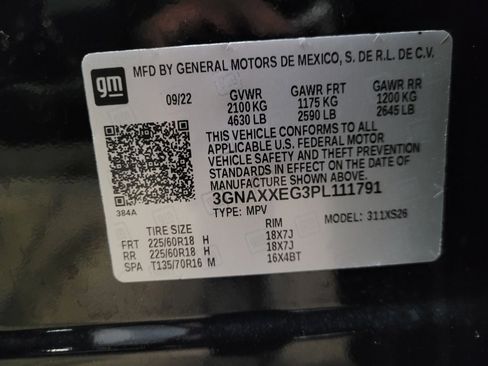 gm
MFD BY GENERAL MOTORS DE MEXICO, S. DE R.L. DE C.V.
09/22 GVWR GAWR FRT GAWR RR
2100 KG 1175 KG 1200 KG
4630 LB 2590 LB 2645 LB
THIS VEHICLE CONFORMS TO ALL
APPLICABLE U.S. FEDERAL MOTOR
VEHICLE SAFETY AND THEFT PREVENTION
STANDARDS IN EFFECT ON THE DATE OF
MANUFACTURE SHOWN ABOVE.
3GNAXXEG3PL111791
384A TYPE: MPV MODEL: 311XS26
TIRE SIZE RIM
FRT 225/60R18 H 18X7J
RR 225/60R18 H 18X7J
SPA T135/70R16 M 16X4BT